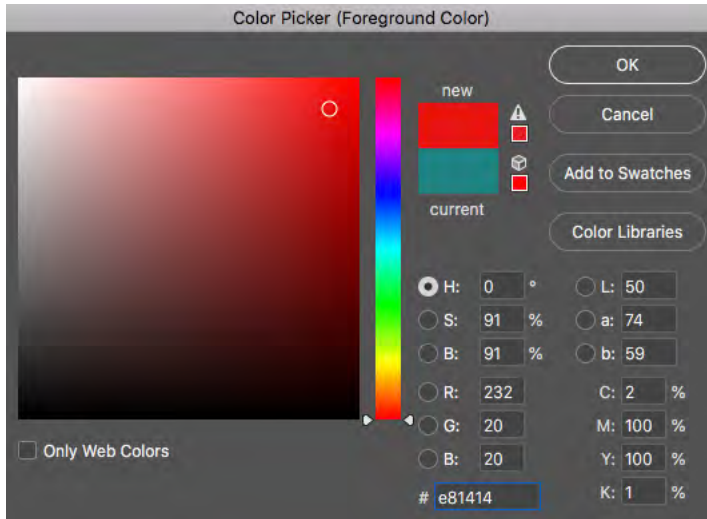 Color Picker (Foreground Color)
new
current
OK
Cancel
Add to Swatches
Color Libraries
H: 0 °
S: 91 %
B: 91 %
R: 232
G: 20
B: 20
# e81414
L: 50
a: 74
b: 59
C: 2 %
M: 100 %
Y: 100 %
K: 1 %
Only Web Colors